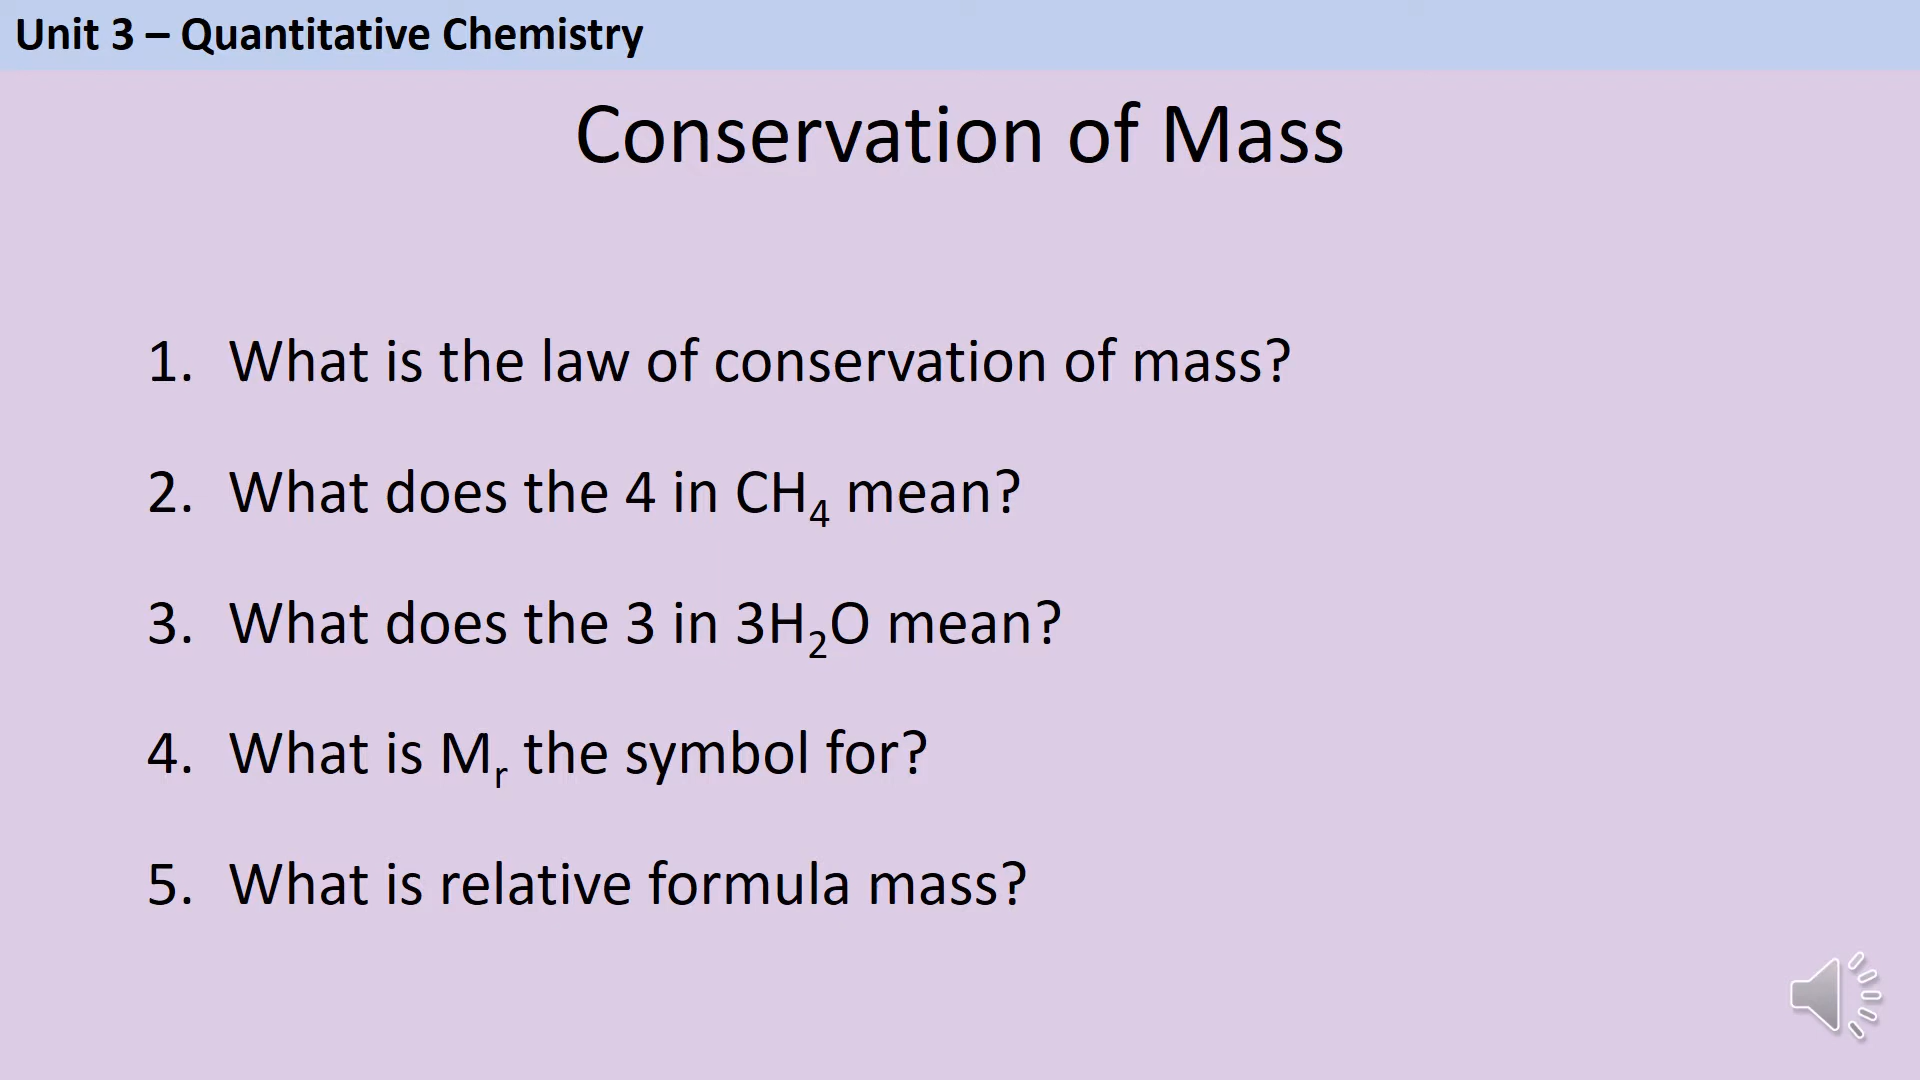 Unit 3 – Quantitative Chemistry
Conservation of Mass
1. What is the law of conservation of mass?
2. What does the 4 in CH₄ mean?
3. What does the 3 in 3H₂O mean?
4. What is Mᵣ the symbol for?
5. What is relative formula mass?